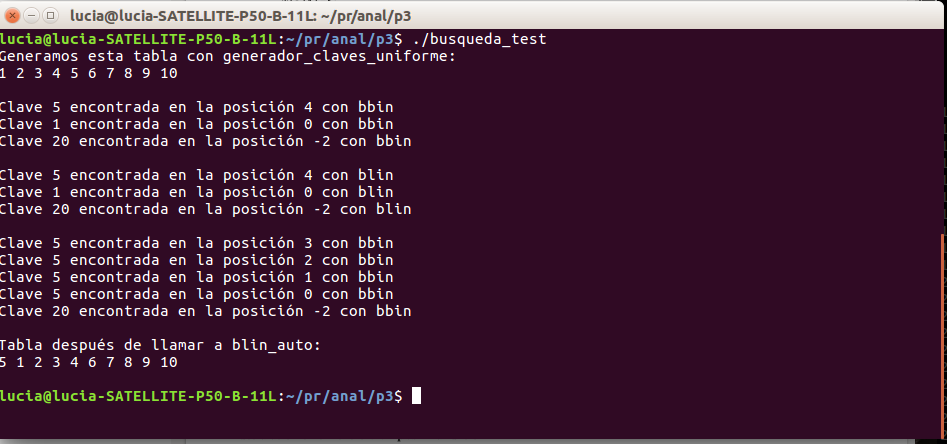 lucia@lucia-SATELLITE-P50-B-11L: ~/pr/anal/p3
lucia@lucia-SATELLITE-P50-B-11L:~/pr/anal/p3$ ./busqueda_test
Generamos esta tabla con generador_claves_uniforme:
1 2 3 4 5 6 7 8 9 10
Clave 5 encontrada en la posición 4 con bbin
Clave 1 encontrada en la posición 0 con bbin
Clave 20 encontrada en la posición -2 con bbin
Clave 5 encontrada en la posición 4 con blin
Clave 1 encontrada en la posición 0 con blin
Clave 20 encontrada en la posición -2 con blin
Clave 5 encontrada en la posición 3 con bbin
Clave 5 encontrada en la posición 2 con bbin
Clave 5 encontrada en la posición 1 con bbin
Clave 5 encontrada en la posición 0 con bbin
Clave 20 encontrada en la posición -2 con bbin
Tabla después de llamar a blin_auto:
5 1 2 3 4 6 7 8 9 10
lucia@lucia-SATELLITE-P50-B-11L:~/pr/anal/p3$